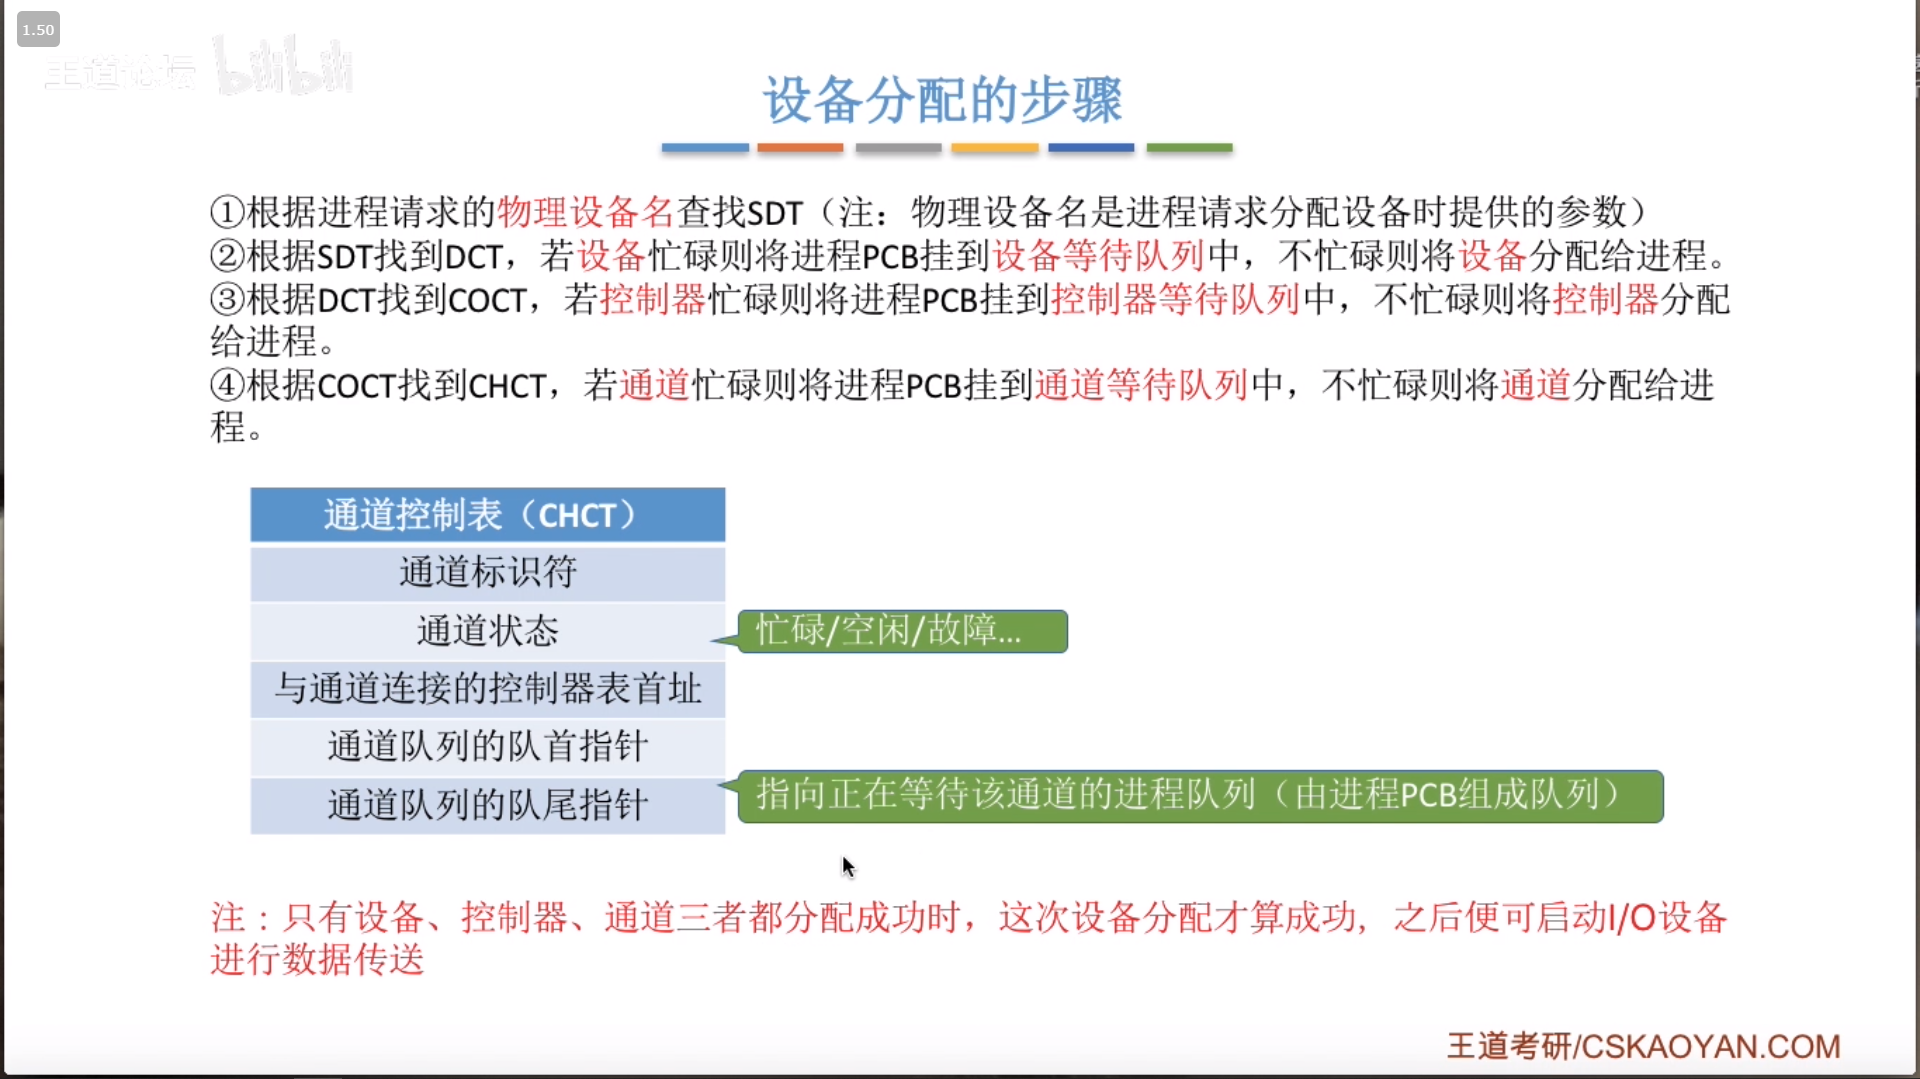 1.50
王道论坛 bilibili
设备分配的步骤
①根据进程请求的物理设备名查找SDT（注：物理设备名是进程请求分配设备时提供的参数）
②根据SDT找到DCT，若设备忙碌则将进程PCB挂到设备等待队列中，不忙碌则将设备分配给进程。
③根据DCT找到COCT，若控制器忙碌则将进程PCB挂到控制器等待队列中，不忙碌则将控制器分配
给进程。
④根据COCT找到CHCT，若通道忙碌则将进程PCB挂到通道等待队列中，不忙碌则将通道分配给进
程。
通道控制表（CHCT）
通道标识符
通道状态
忙碌/空闲/故障...
与通道连接的控制器表首址
通道队列的队首指针
通道队列的队尾指针
指向正在等待该通道的进程队列（由进程PCB组成队列）
注：只有设备、控制器、通道三者都分配成功时，这次设备分配才算成功，之后便可启动I/O设备
进行数据传送
王道考研/CSKAOYAN.COM